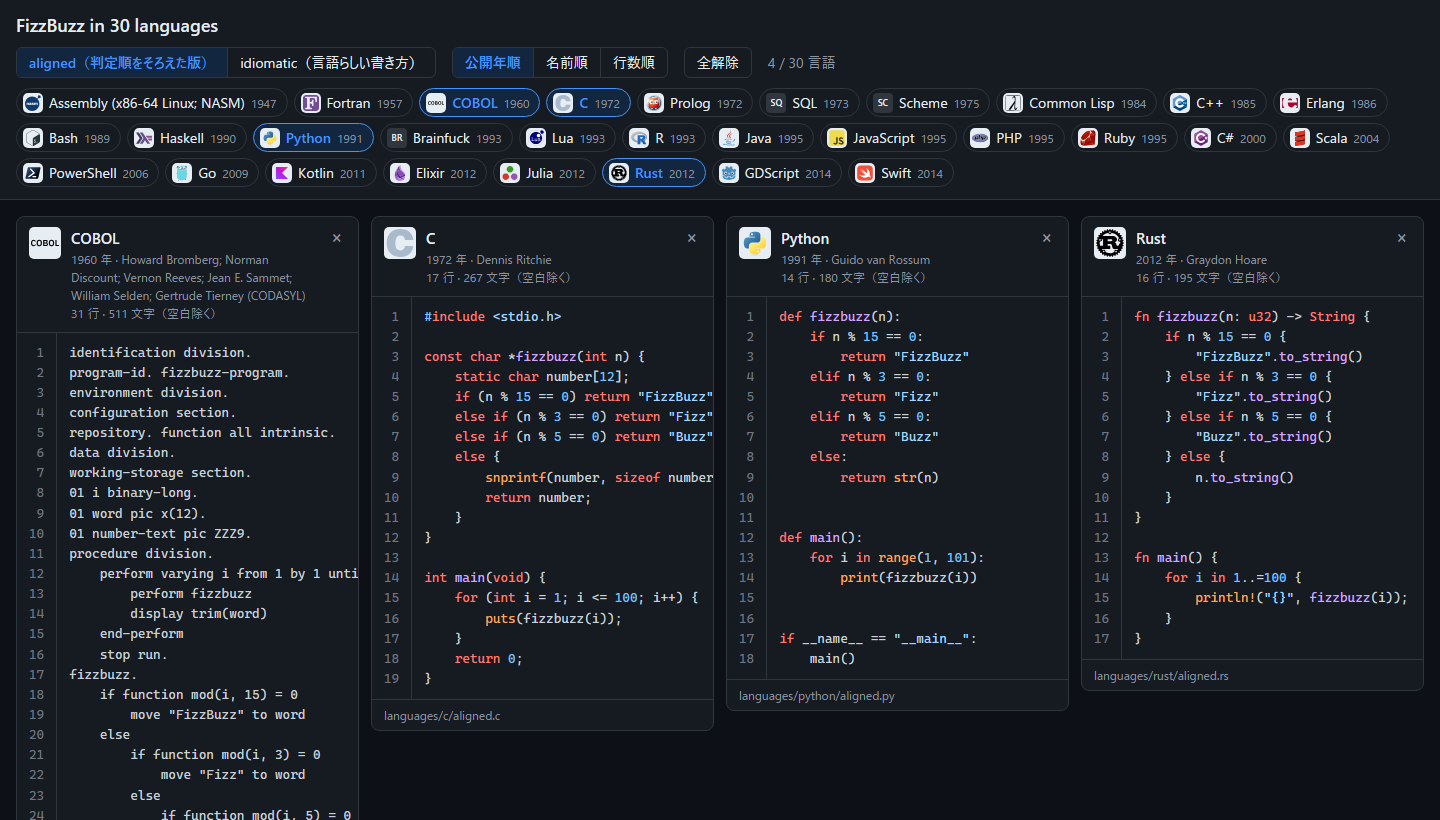 FizzBuzz in 30 languages
aligned（判定順をそろえた版） idiomatic（言語らしい書き方） 公開年順 名前順 行数順 全解除 4 / 30 言語
Assembly (x86-64 Linux; NASM) 1947 Fortran 1957 COBOL COBOL 1960 C 1972 Prolog 1972 SQ SQL 1973 SC Scheme 1975 Common Lisp 1984 C++ 1985 Erlang 1986
Bash 1989 Haskell 1990 Python 1991 BR Brainfuck 1993 Lua 1993 R 1993 Java 1995 JS JavaScript 1995 PHP 1995 Ruby 1995 C# 2000 Scala 2004
PowerShell 2006 Go 2009 Kotlin 2011 Elixir 2012 Julia 2012 Rust 2012 GDScript 2014 Swift 2014
COBOL COBOL ×
1960 年 · Howard Bromberg; Norman
Discount; Vernon Reeves; Jean E. Sammet;
William Selden; Gertrude Tierney (CODASYL)
31 行 · 511 文字（空白除く）
1 identification division.
2 program-id. fizzbuzz-program.
3 environment division.
4 configuration section.
5 repository. function all intrinsic.
6 data division.
7 working-storage section.
8 01 i binary-long.
9 01 word pic x(12).
10 01 number-text pic ZZZ9.
11 procedure division.
12 perform varying i from 1 by 1 unti
13 perform fizzbuzz
14 display trim(word)
15 end-perform
16 stop run.
17 fizzbuzz.
18 if function mod(i, 15) = 0
19 move "FizzBuzz" to word
20 else
21 if function mod(i, 3) = 0
22 move "Fizz" to word
23 else
24 if function mod(i, 5) = 0
C C ×
1972 年 · Dennis Ritchie
17 行 · 267 文字（空白除く）
1 #include <stdio.h>
2
3 const char *fizzbuzz(int n) {
4 static char number[12];
5 if (n % 15 == 0) return "FizzBuzz"
6 else if (n % 3 == 0) return "Fizz"
7 else if (n % 5 == 0) return "Buzz"
8 else {
9 snprintf(number, sizeof number
10 return number;
11 }
12 }
13
14 int main(void) {
15 for (int i = 1; i <= 100; i++) {
16 puts(fizzbuzz(i));
17 }
18 return 0;
19 }
languages/c/aligned.c
Python ×
1991 年 · Guido van Rossum
14 行 · 180 文字（空白除く）
1 def fizzbuzz(n):
2 if n % 15 == 0:
3 return "FizzBuzz"
4 elif n % 3 == 0:
5 return "Fizz"
6 elif n % 5 == 0:
7 return "Buzz"
8 else:
9 return str(n)
10
11
12 def main():
13 for i in range(1, 101):
14 print(fizzbuzz(i))
15
16
17 if __name__ == "__main__":
18 main()
languages/python/aligned.py
Rust ×
2012 年 · Graydon Hoare
16 行 · 195 文字（空白除く）
1 fn fizzbuzz(n: u32) -> String {
2 if n % 15 == 0 {
3 "FizzBuzz".to_string()
4 } else if n % 3 == 0 {
5 "Fizz".to_string()
6 } else if n % 5 == 0 {
7 "Buzz".to_string()
8 } else {
9 n.to_string()
10 }
11 }
12
13 fn main() {
14 for i in 1..=100 {
15 println!("{}", fizzbuzz(i));
16 }
17 }
languages/rust/aligned.rs